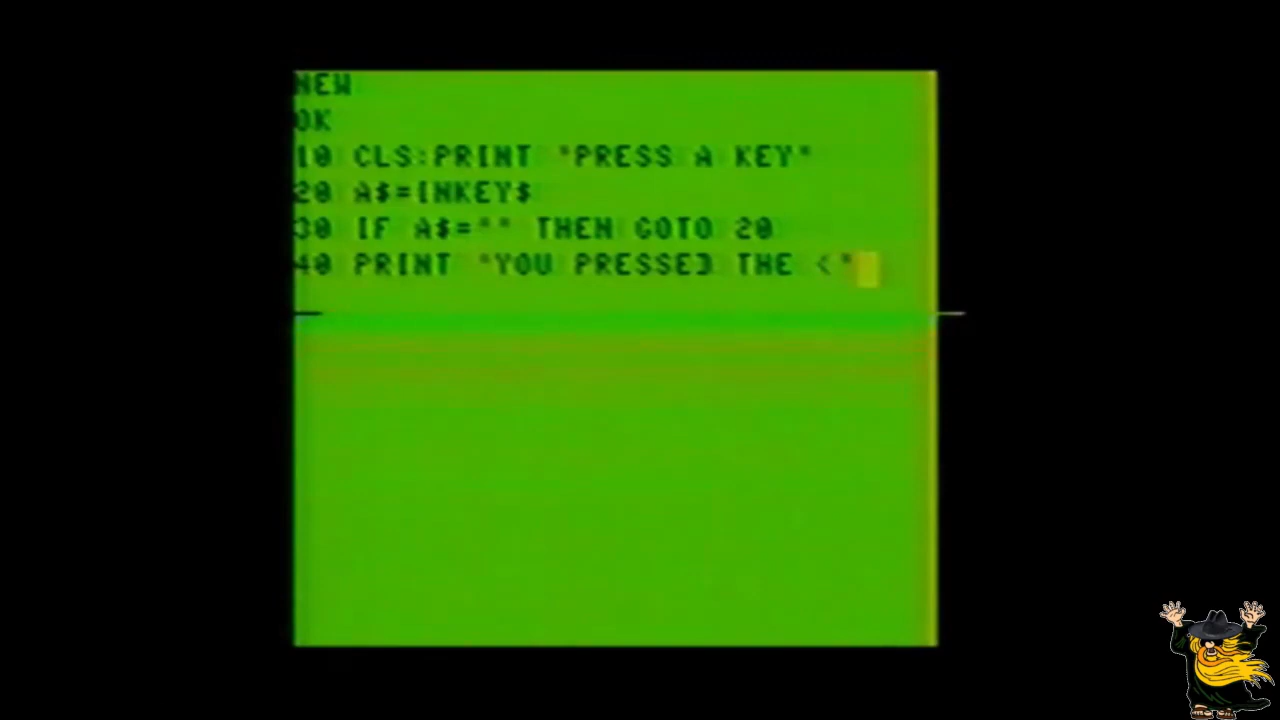 NEW
OK
10 CLS:PRINT "PRESS A KEY"
20 A$=INKEY$
30 IF A$="" THEN GOTO 20
40 PRINT "YOU PRESSED THE <"